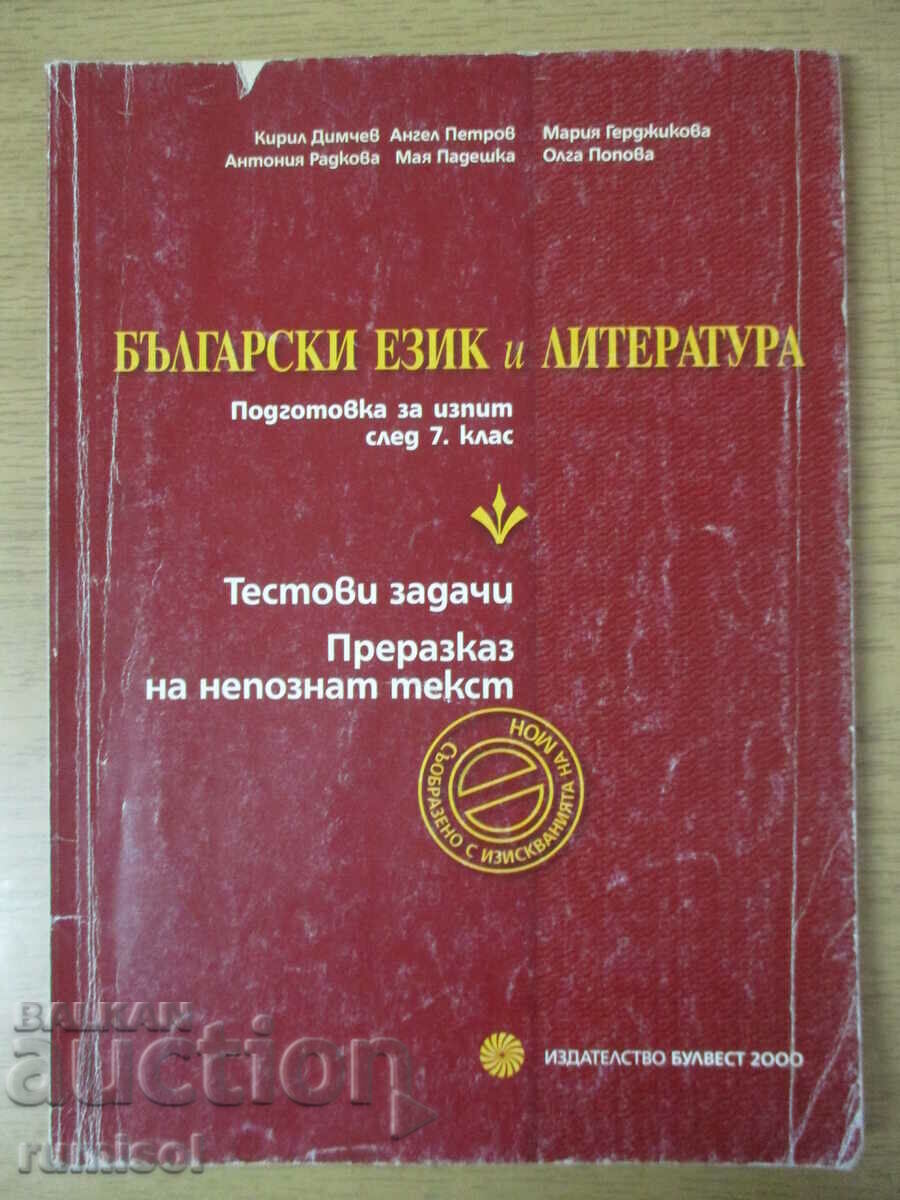 Кирил Димчев Ангел Петров Мария Герджикова
Антония Радкова Мая Падешка Олга Попова
БЪЛГАРСКИ ЕЗИК и ЛИТЕРАТУРА
Подготовка за изпит
след 7. клас
Тестови задачи
Преразказ
на непознат текст
СЪОБРАЗЕНО С ИЗИСКВАНИЯТА НА МОН
ИЗДАТЕЛСТВО БУЛВЕСТ 2000
BALKAN
auction
rumisol